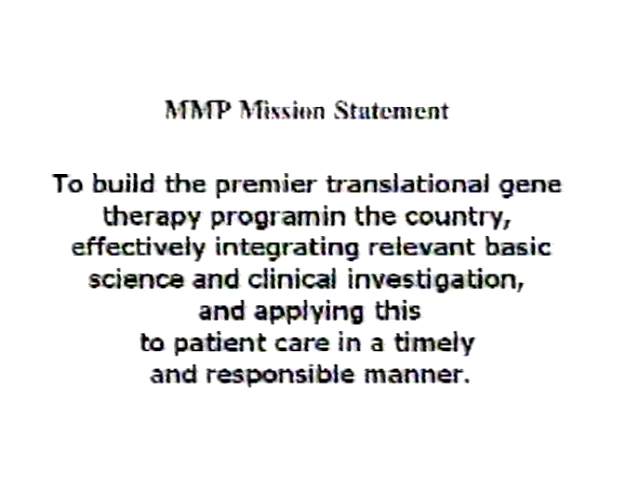 MMP Mission Statement
To build the premier translational gene
therapy programin the country,
effectively integrating relevant basic
science and clinical investigation,
and applying this
to patient care in a timely
and responsible manner.